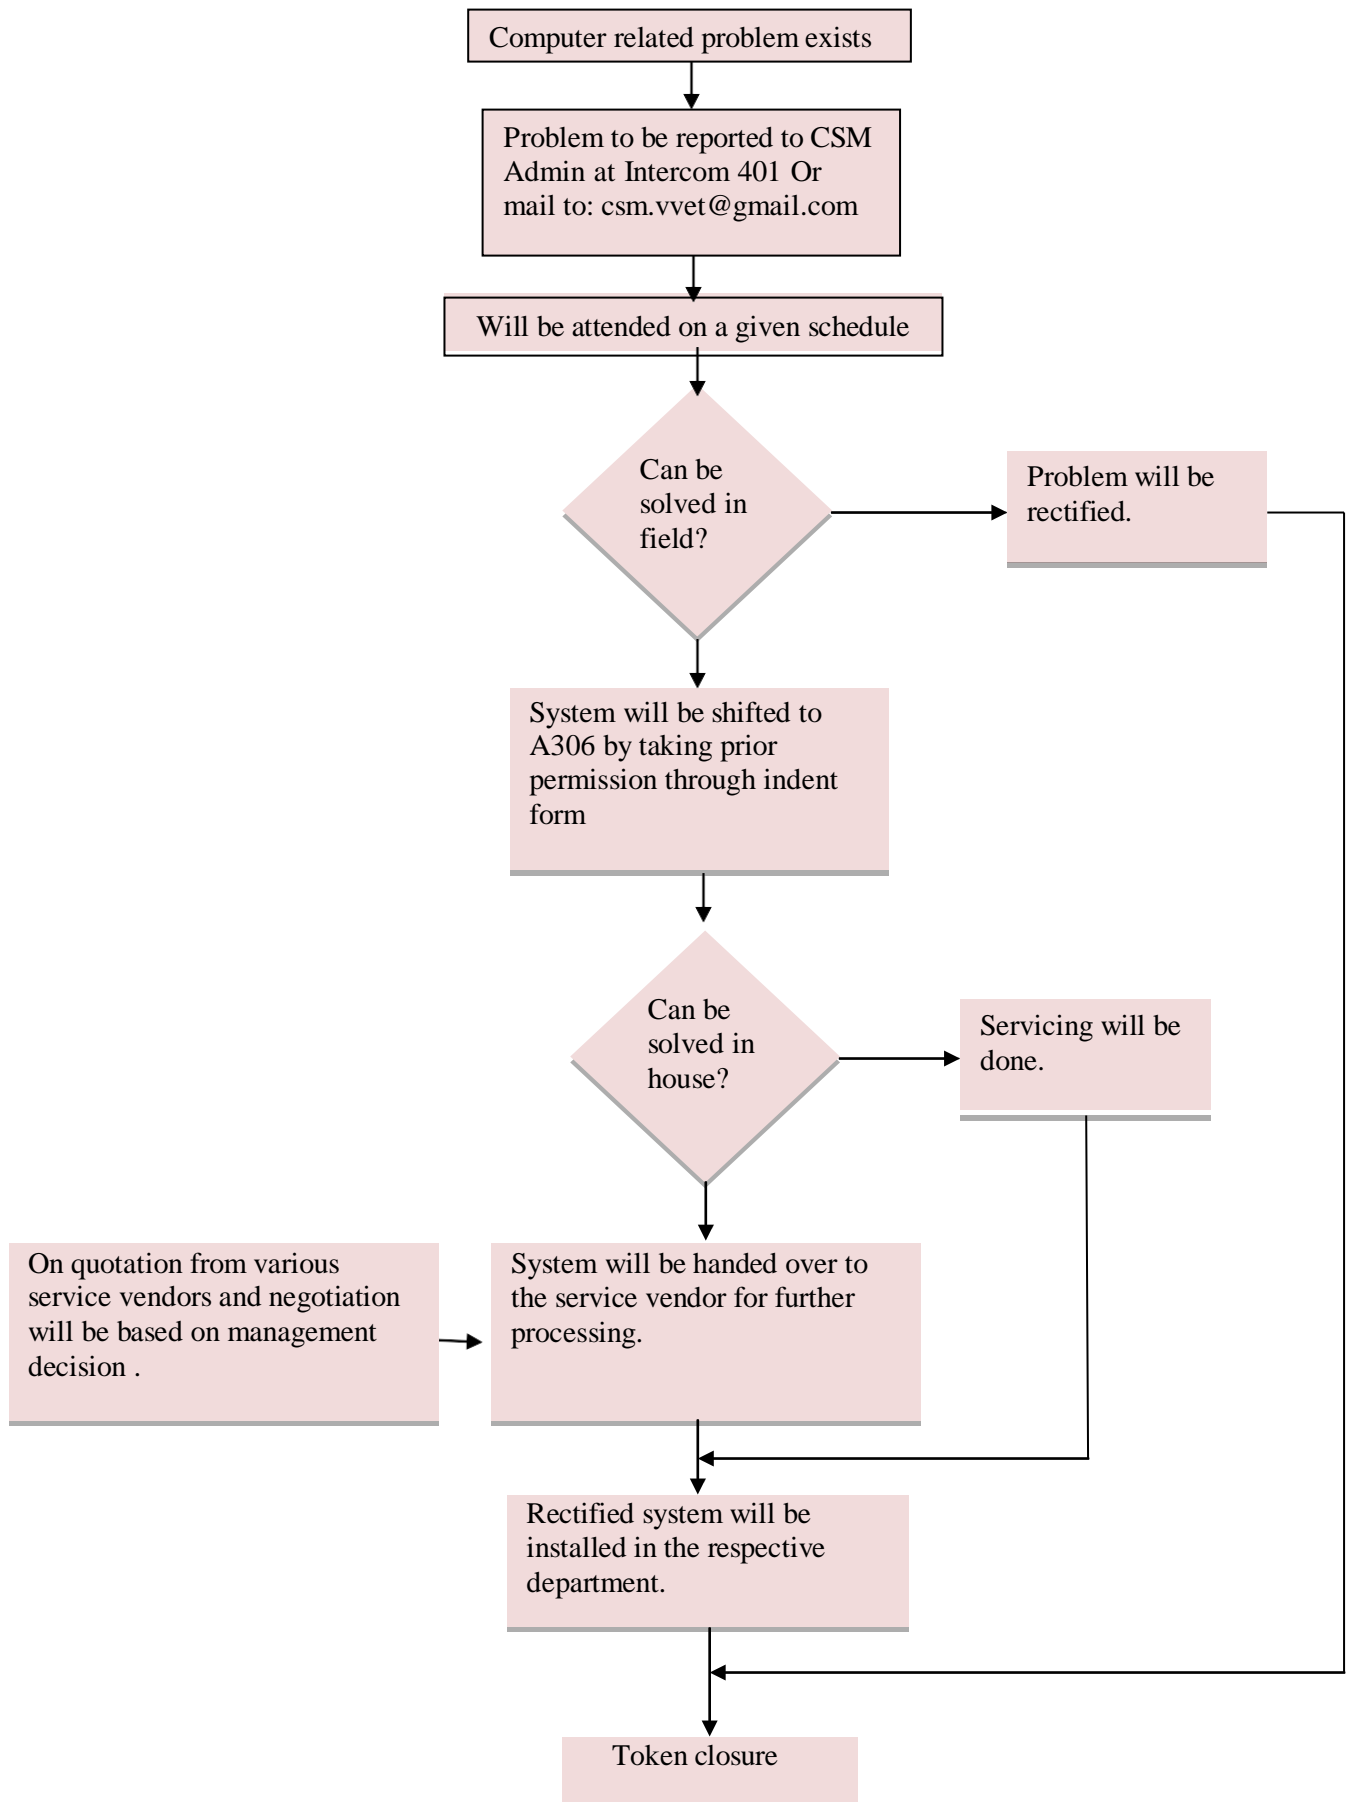 Computer related problem exists
Problem to be reported to CSM
Admin at Intercom 401 Or
mail to: csm.vvet@gmail.com
Will be attended on a given schedule
Can be
solved in
field?
Problem will be
rectified.
System will be shifted to
A306 by taking prior
permission through indent
form
Can be
solved in
house?
Servicing will be
done.
On quotation from various
service vendors and negotiation
will be based on management
decision .
System will be handed over to
the service vendor for further
processing.
Rectified system will be
installed in the respective
department.
Token closure